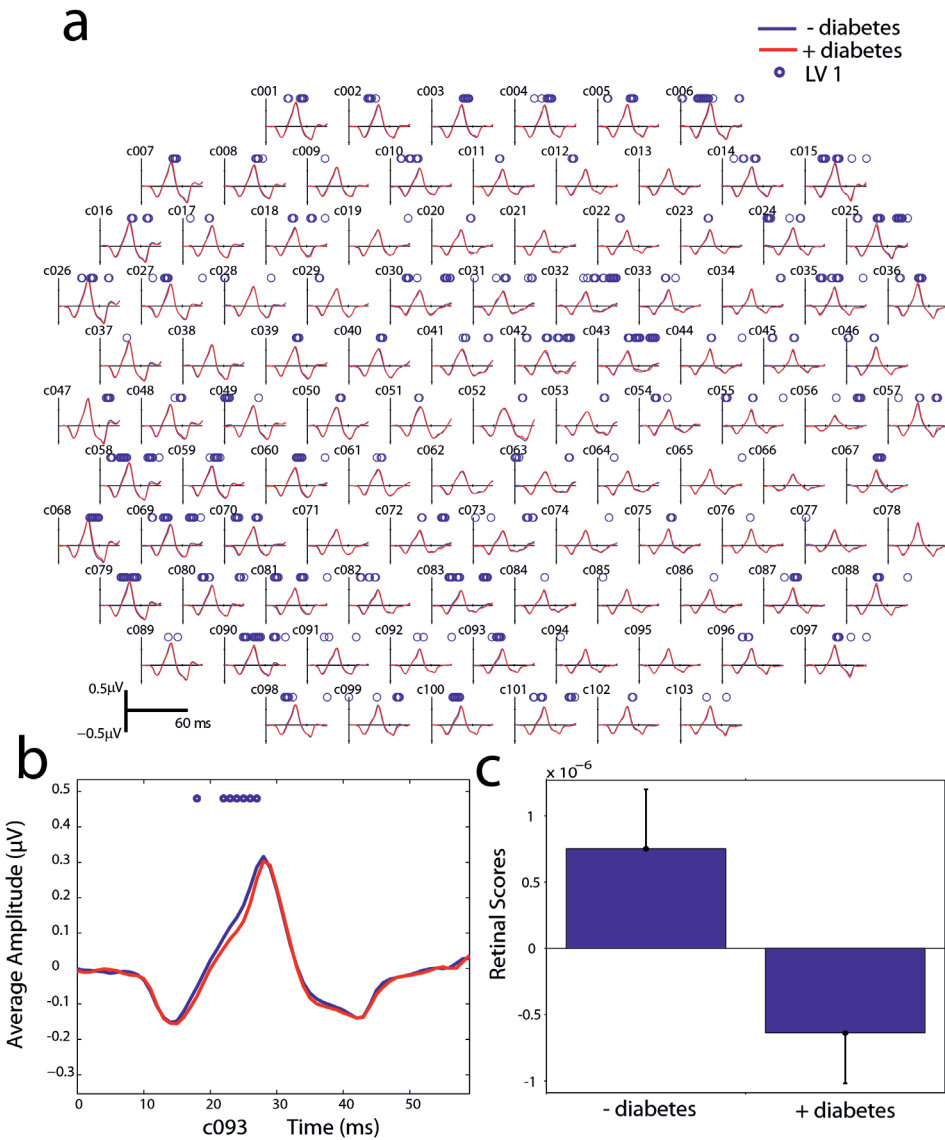 a
- diabetes
+ diabetes
LV 1
c001 c002 c003 c004 c005 c006
c007 c008 c009 c010 c011 c012 c013 c014 c015
c016 c017 c018 c019 c020 c021 c022 c023 c024 c025
c026 c027 c028 c029 c030 c031 c032 c033 c034 c035 c036
c037 c038 c039 c040 c041 c042 c043 c044 c045 c046
c047 c048 c049 c050 c051 c052 c053 c054 c055 c056 c057
c058 c059 c060 c061 c062 c063 c064 c065 c066 c067
c068 c069 c070 c071 c072 c073 c074 c075 c076 c077 c078
c079 c080 c081 c082 c083 c084 c085 c086 c087 c088
c089 c090 c091 c092 c093 c094 c095 c096 c097
c098 c099 c100 c101 c102 c103
0.5µV
60 ms
−0.5µV
b
0.5
0.4
0.3
0.2
0.1
0
-0.1
-0.2
−0.3
Average Amplitude (µV)
0 10 20 30 40 50
c093 Time (ms)
c
x 10⁻⁶
1
0.5
0
-0.5
-1
Retinal Scores
- diabetes + diabetes